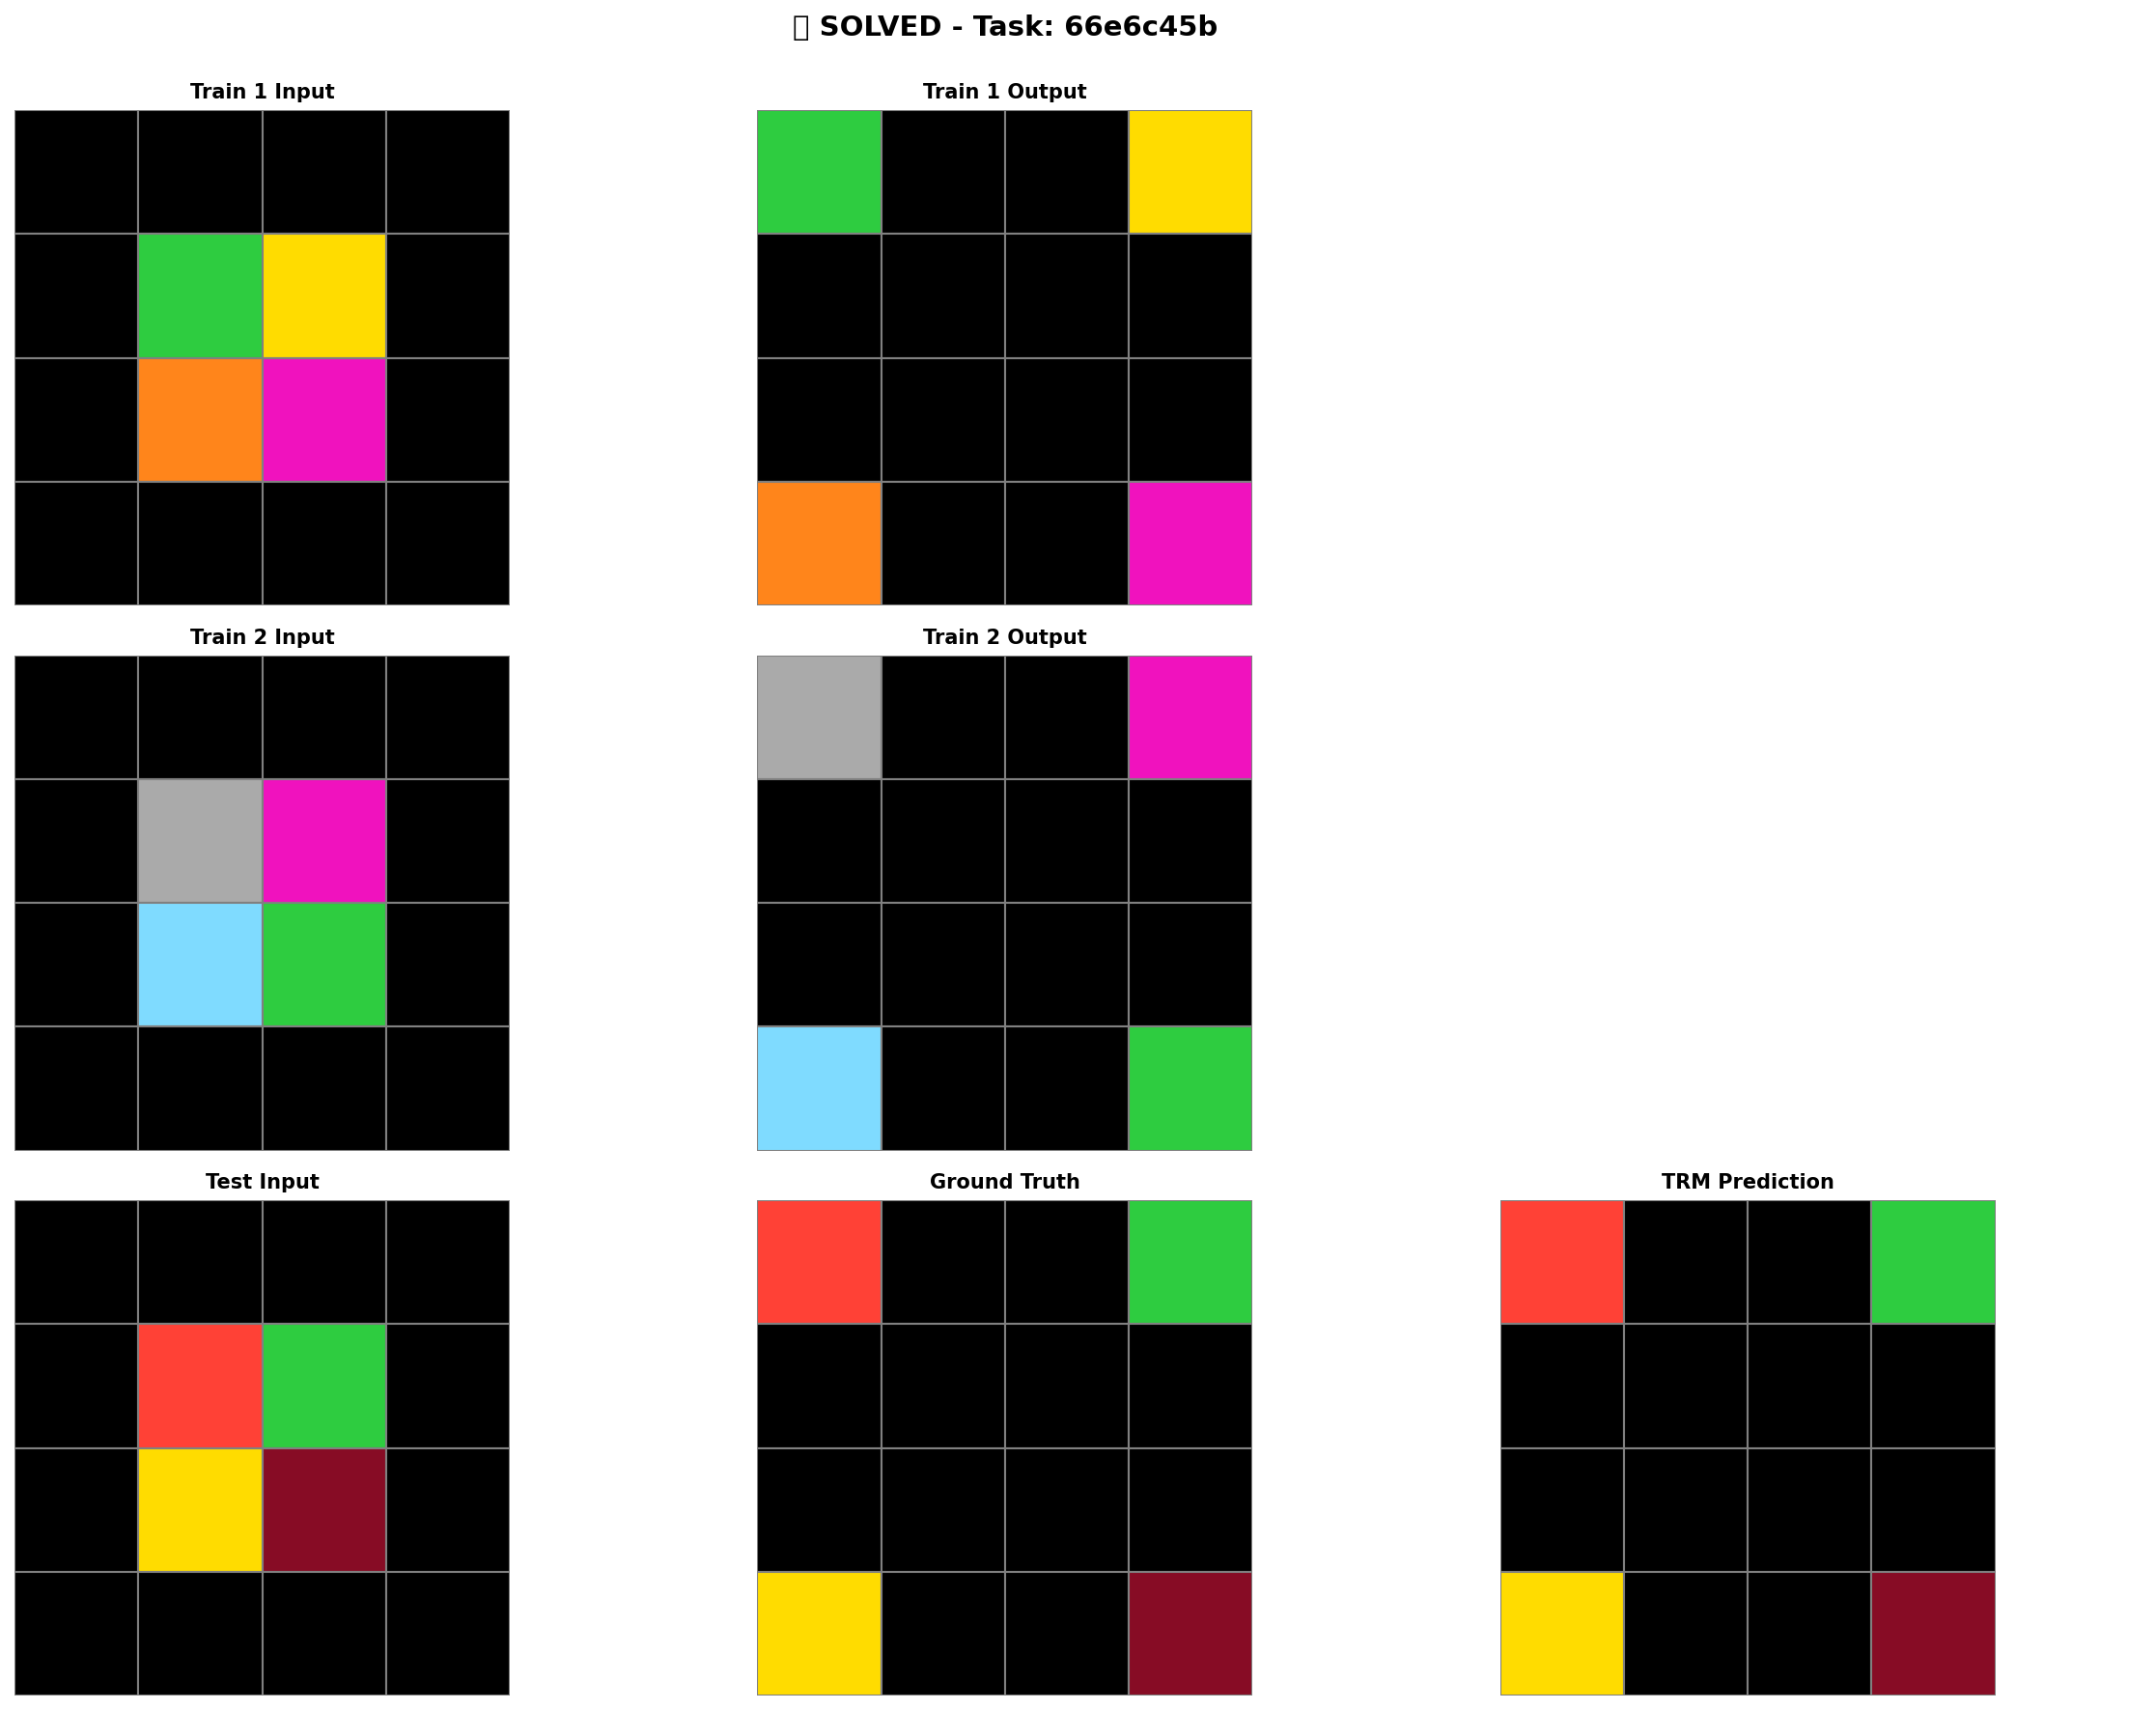 SOLVED - Task: 66e6c45b
Train 1 Input
Train 1 Output
Train 2 Input
Train 2 Output
Test Input
Ground Truth
TRM Prediction